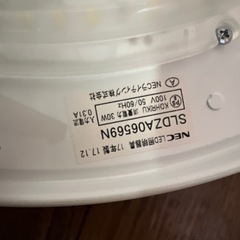 NEC LED照明器具 17年製 17.12
SLDZA06569N
KOHRIKU 消費電力 30W
100V 50/60Hz 入力電流 0.31A
NECライティング株式会社 A